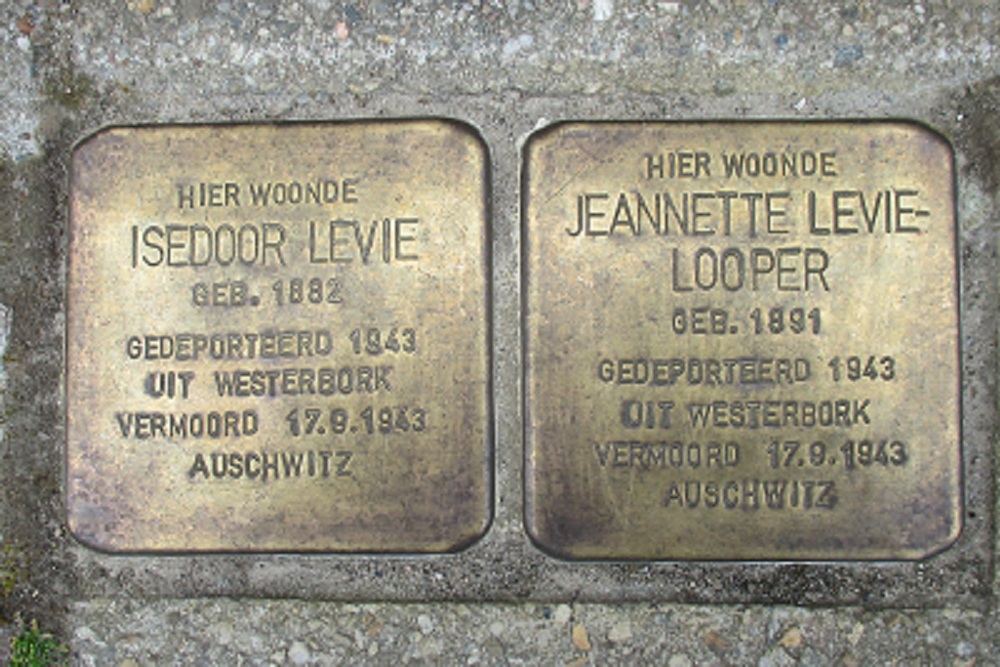 HIER WOONDE
ISEDOOR LEVIE
GEB. 1882
GEDEPORTEERD 1943
UIT WESTERBORK
VERMOORD 17.9.1943
AUSCHWITZ
HIER WOONDE
JEANNETTE LEVIE-
LOOPER
GEB. 1891
GEDEPORTEERD 1943
UIT WESTERBORK
VERMOORD 17.9.1943
AUSCHWITZ